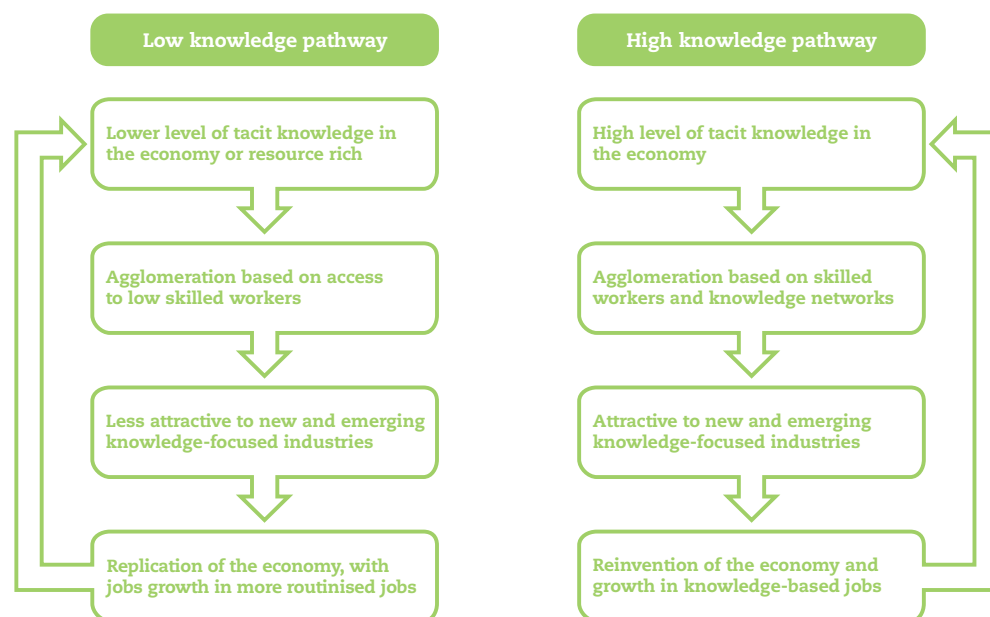 Low knowledge pathway
Lower level of tacit knowledge in
the economy or resource rich
Agglomeration based on access
to low skilled workers
Less attractive to new and emerging
knowledge-focused industries
Replication of the economy, with
jobs growth in more routinised jobs
High knowledge pathway
High level of tacit knowledge in
the economy
Agglomeration based on skilled
workers and knowledge networks
Attractive to new and emerging
knowledge-focused industries
Reinvention of the economy and
growth in knowledge-based jobs